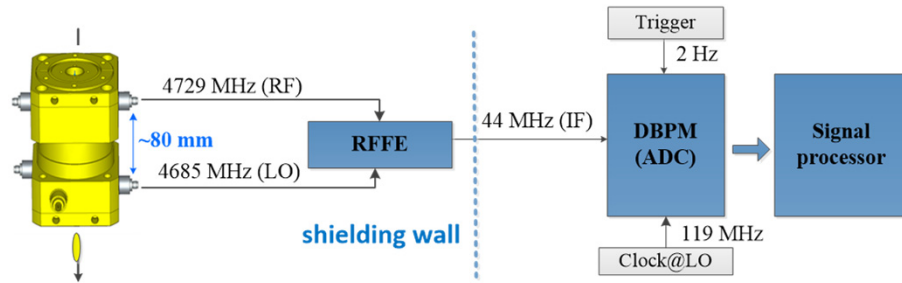 Trigger
2 Hz
4729 MHz (RF)
~80 mm
RFFE
44 MHz (IF)
DBPM
(ADC)
Signal
processor
4685 MHz (LO)
shielding wall
119 MHz
Clock@LO